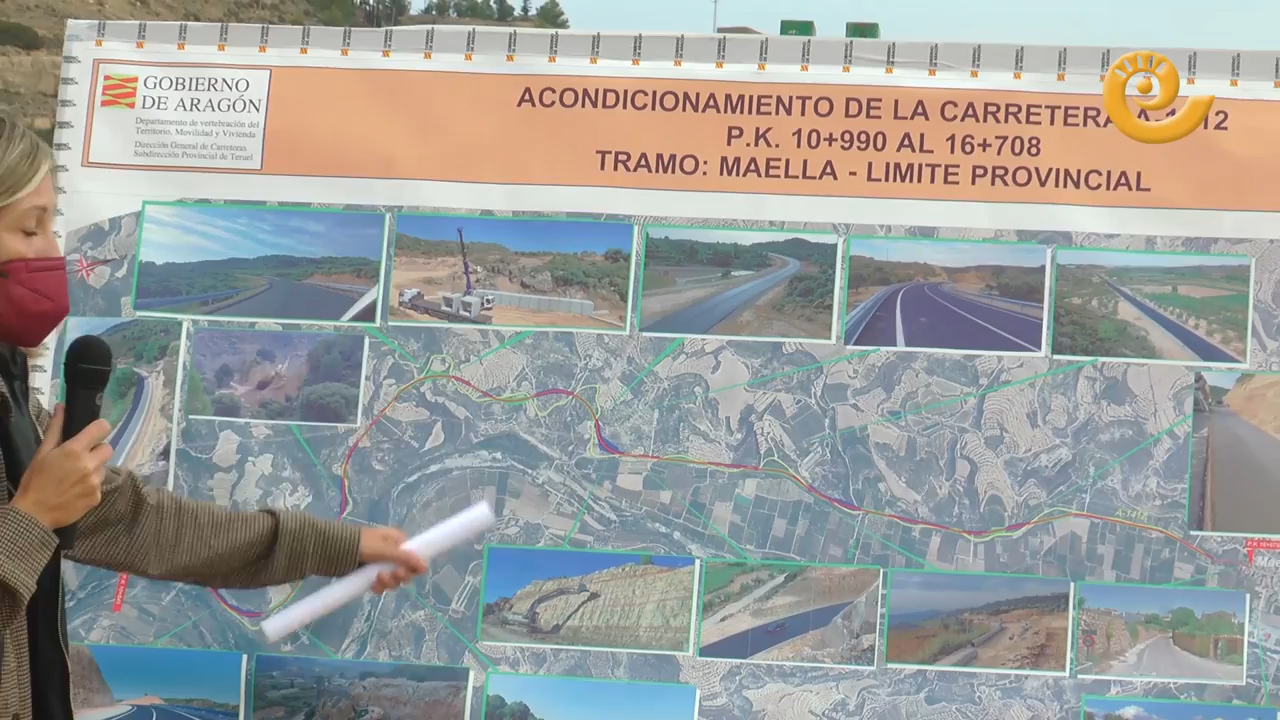 GOBIERNO
DE ARAGÓN
Departamento de vertebración del
Territorio, Movilidad y Vivienda
Dirección General de Carreteras
Subdirección Provincial de Teruel
ACONDICIONAMIENTO DE LA CARRETERA
P.K. 10+990 AL 16+708
TRAMO: MAELLA - LIMITE PROVINCIAL